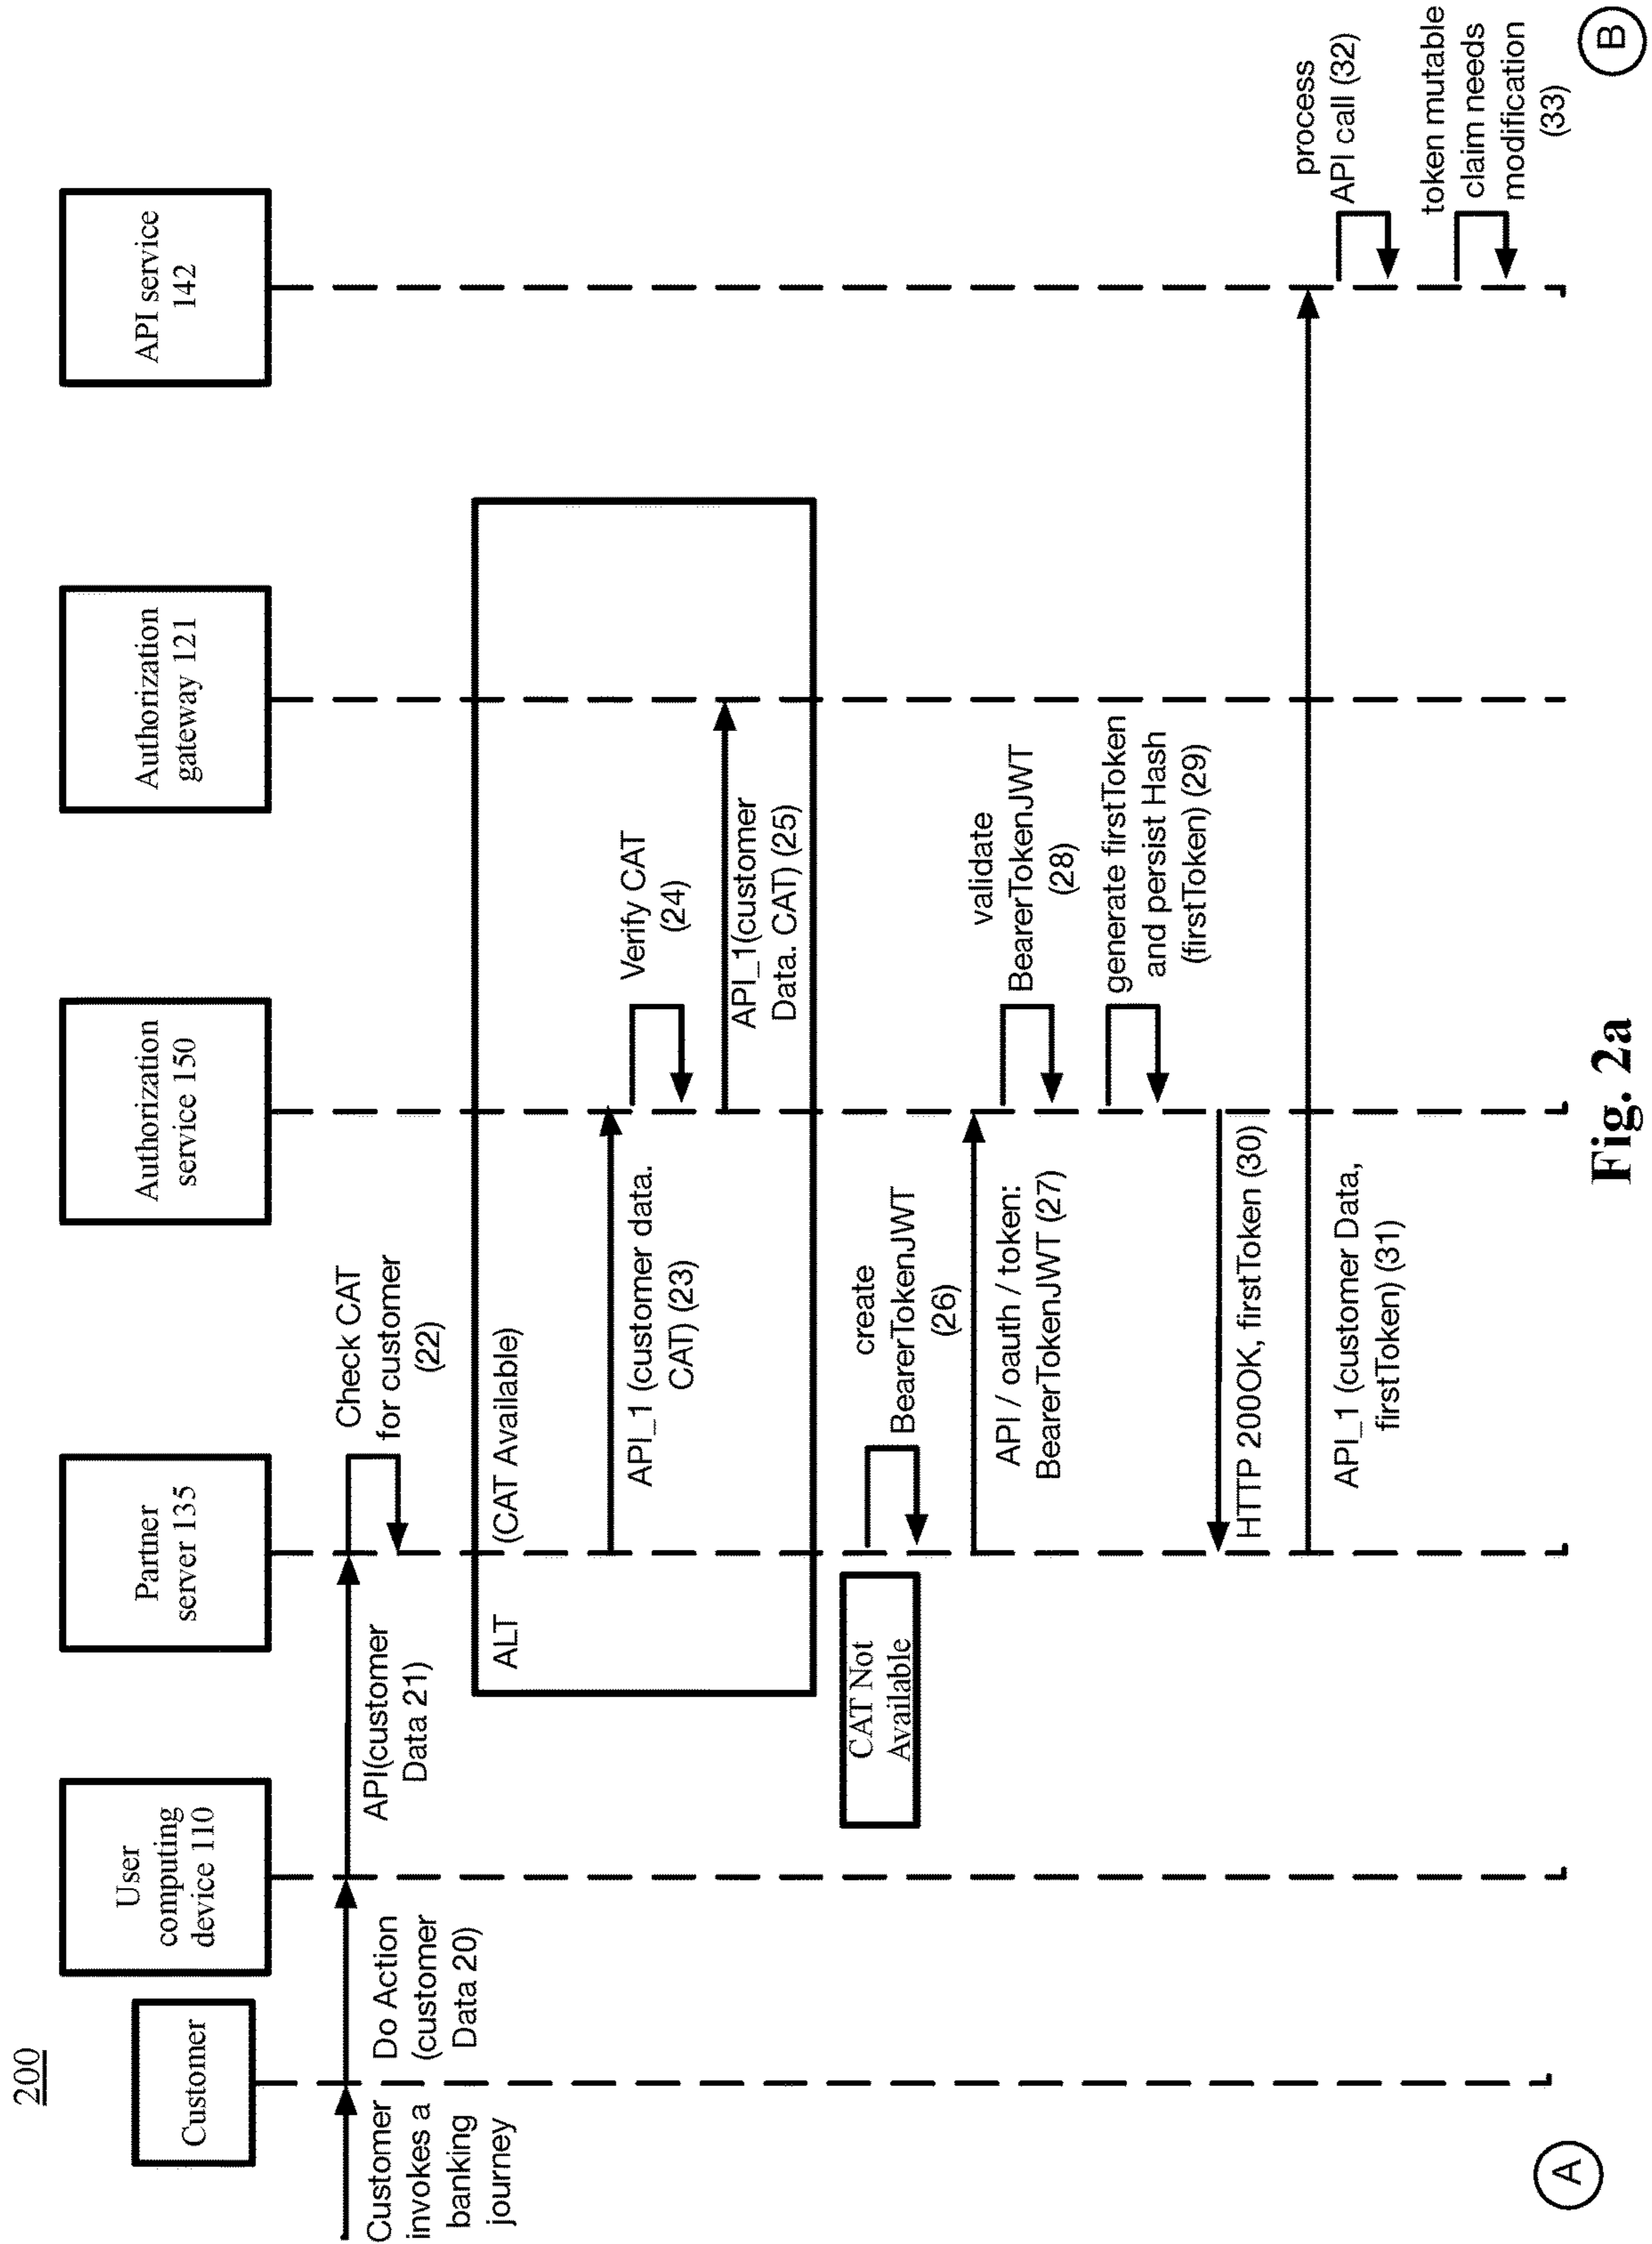 200
Customer
User
computing
device 110
Partner
server 135
Authorization
service 150
Authorization
gateway 121
API service
142
Customer
invokes a
banking
journey
Do Action
(customer
Data 20)
API(customer
Data 21)
Check CAT
for customer
(22)
ALT
(CAT Available)
API_1 (customer data.
CAT) (23)
Verify CAT
(24)
API_1(customer
Data. CAT) (25)
CAT Not
Available
create
BearerTokenJWT
(26)
API / oauth / token:
BearerTokenJWT (27)
validate
BearerTokenJWT
(28)
generate firstToken
and persist Hash
(firstToken) (29)
HTTP 200OK, firstToken (30)
API_1 (customer Data,
firstToken) (31)
process
API call (32)
token mutable
claim needs
modification
(33)
A
B
Fig. 2a